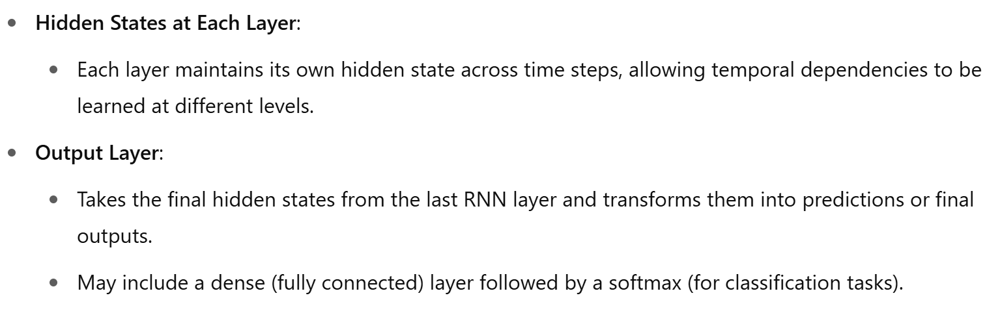 Hidden States at Each Layer:
Each layer maintains its own hidden state across time steps, allowing temporal dependencies to be
learned at different levels.
Output Layer:
Takes the final hidden states from the last RNN layer and transforms them into predictions or final
outputs.
May include a dense (fully connected) layer followed by a softmax (for classification tasks).